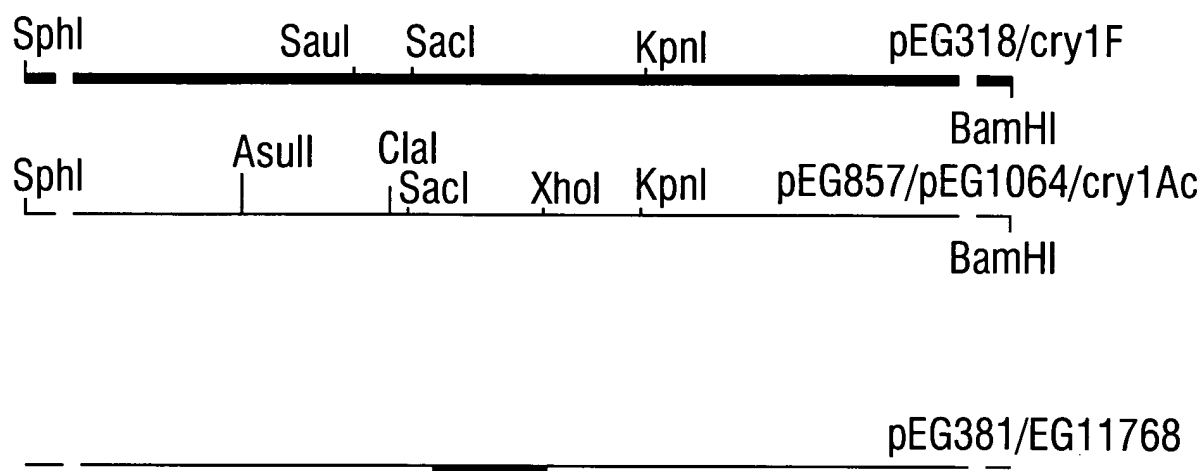 SphI SauI SacI KpnI pEG318/cry1F
BamHI
SphI AsuII ClaI SacI XhoI KpnI pEG857/pEG1064/cry1Ac
BamHI
pEG381/EG11768